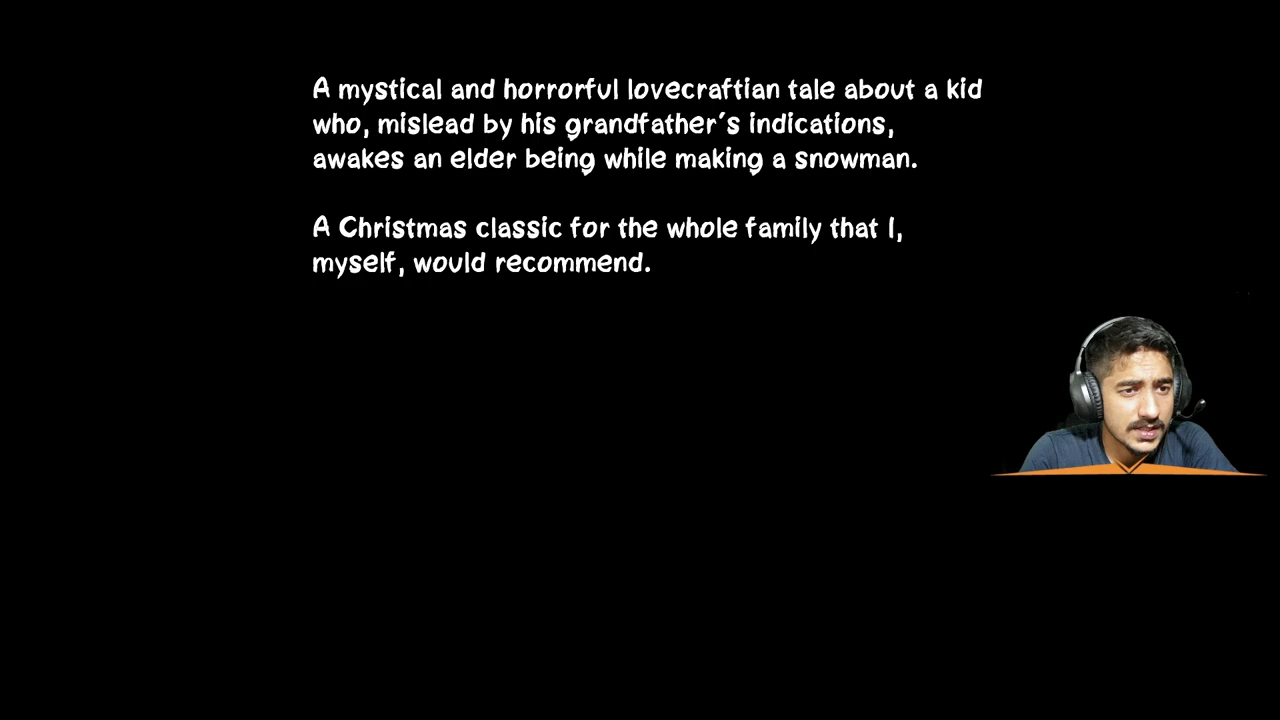 A mystical and horrorful lovecraftian tale about a kid
who, mislead by his grandfather's indications,
awakes an elder being while making a snowman.
A Christmas classic for the whole family that I,
myself, would recommend.